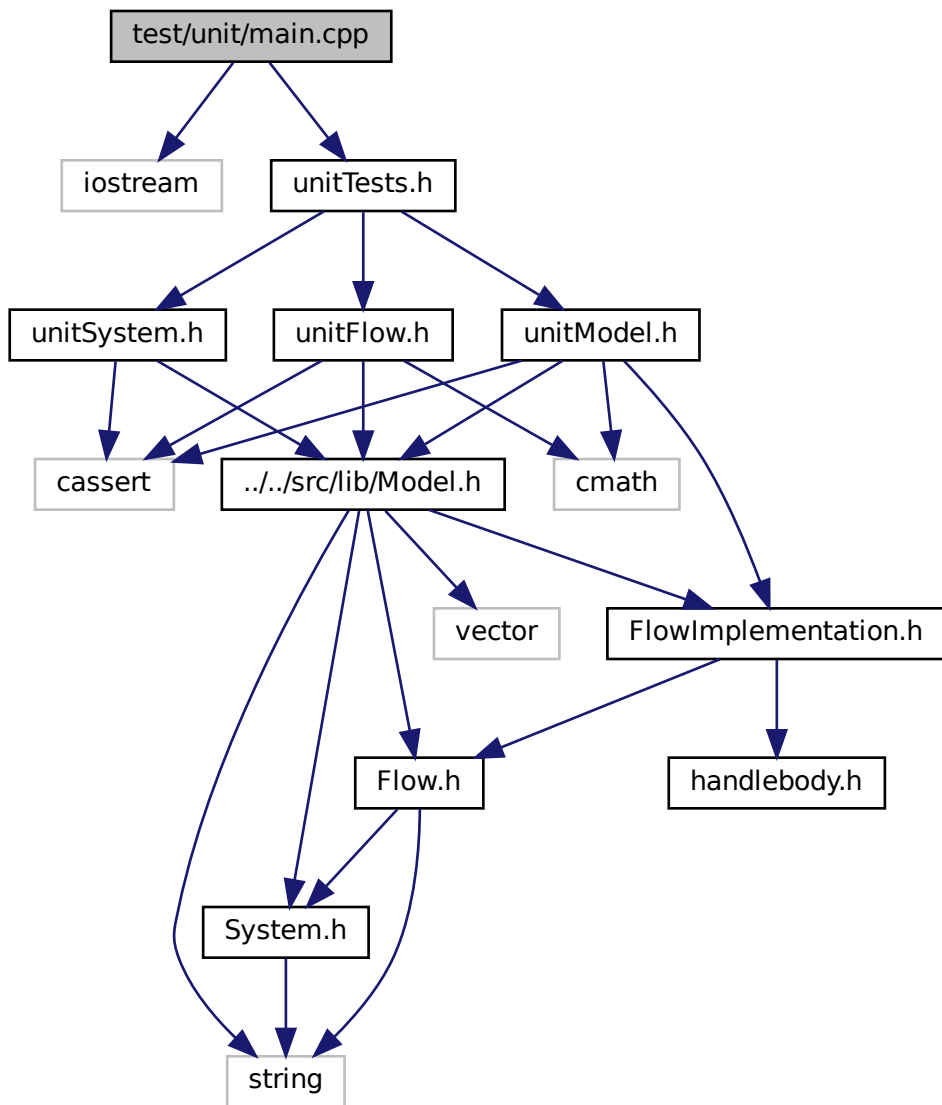 test/unit/main.cpp
iostream
unitTests.h
unitSystem.h
unitFlow.h
unitModel.h
cassert
../../src/lib/Model.h
cmath
vector
FlowImplementation.h
Flow.h
handlebody.h
System.h
string